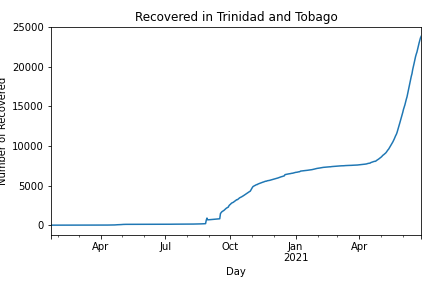 Recovered in Trinidad and Tobago
Number of Recovered
25000
20000
15000
10000
5000
0
Apr
Jul
Oct
Jan
2021
Apr
Day